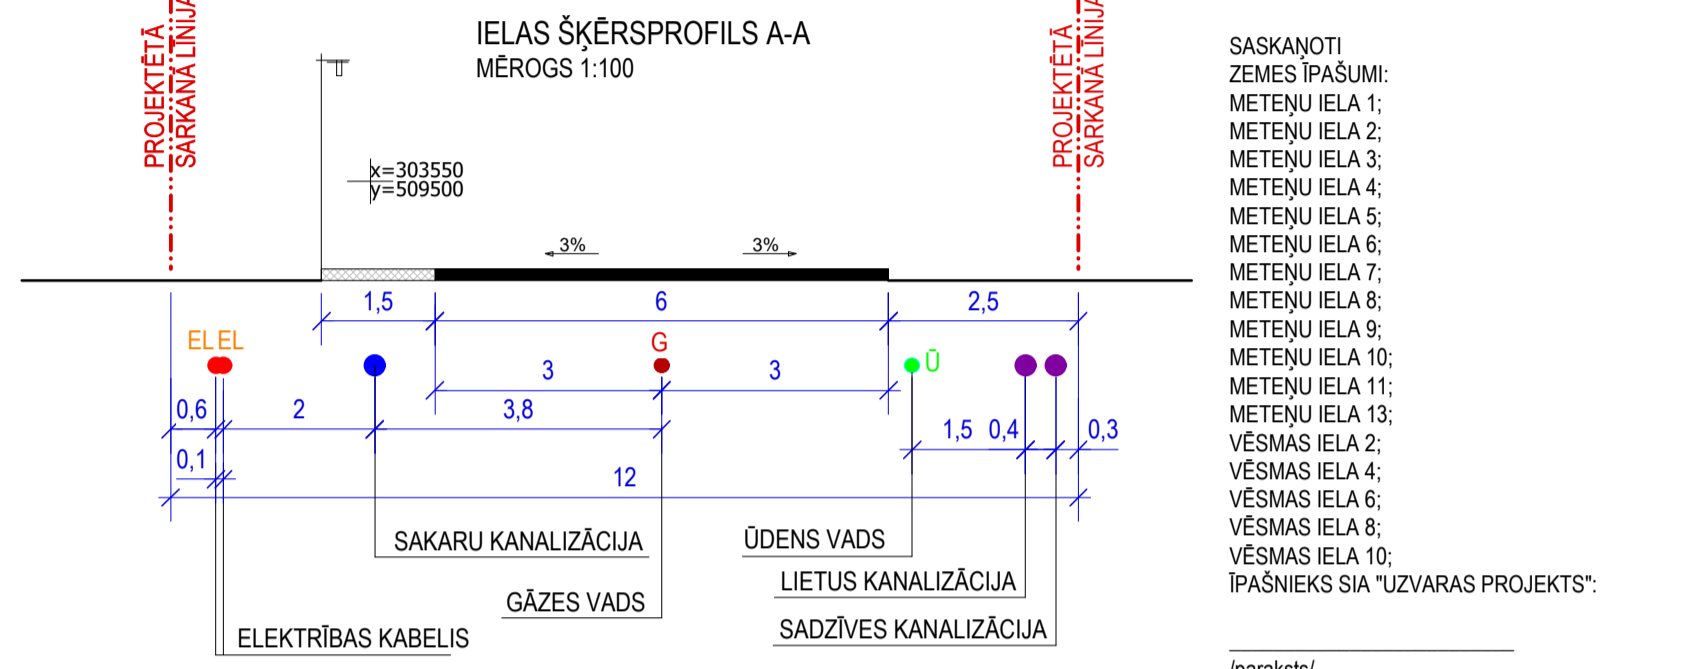 PROJEKTĒTĀ
SARKANĀ LĪNIJA
IELAS ŠĶĒRSPROFILS A-A
MĒROGS 1:100
x=303550
y=509500
PROJEKTĒTĀ
SARKANĀ LĪNIJA
3%
3%
1,5
6
2,5
EL EL
G
Ū
3
3
0,6
2
3,8
1,5
0,4
0,3
0,1
12
SAKARU KANALIZĀCIJA
ŪDENS VADS
LIETUS KANALIZĀCIJA
GĀZES VADS
SADZĪVES KANALIZĀCIJA
ELEKTRĪBAS KABELIS
SASKAŅOTI
ZEMES ĪPAŠUMI:
METEŅU IELA 1;
METEŅU IELA 2;
METEŅU IELA 3;
METEŅU IELA 4;
METEŅU IELA 5;
METEŅU IELA 6;
METEŅU IELA 7;
METEŅU IELA 8;
METEŅU IELA 9;
METEŅU IELA 10;
METEŅU IELA 11;
METEŅU IELA 13;
VĒSMAS IELA 2;
VĒSMAS IELA 4;
VĒSMAS IELA 6;
VĒSMAS IELA 8;
VĒSMAS IELA 10;
ĪPAŠNIEKS SIA "UZVARAS PROJEKTS":
/paraksts/